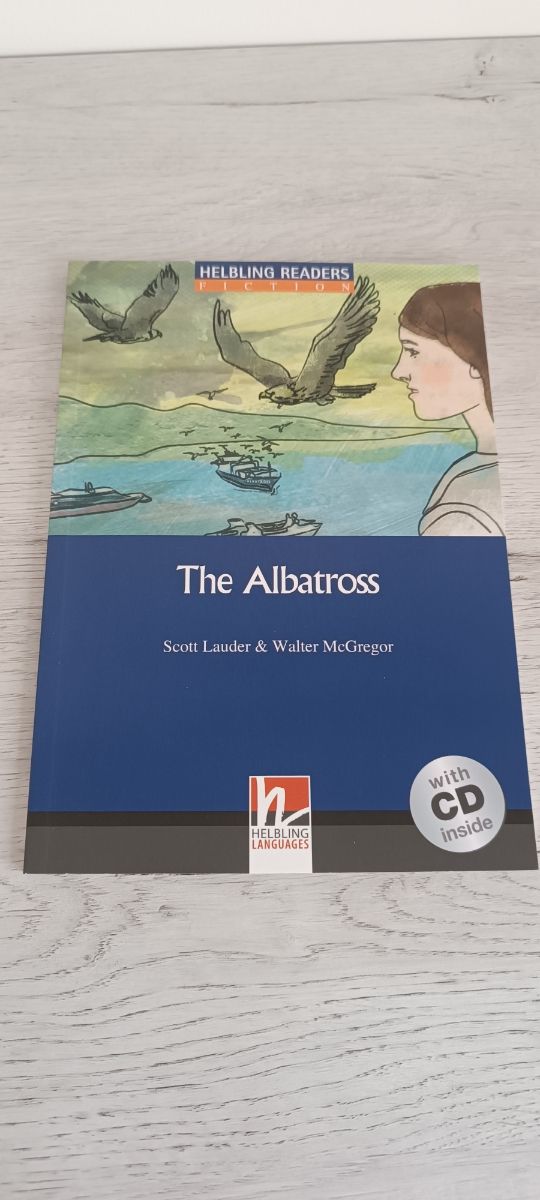 HELBLING READERS
FICTION
The Albatross
Scott Lauder & Walter McGregor
with
CD
inside
HELBLING
LANGUAGES